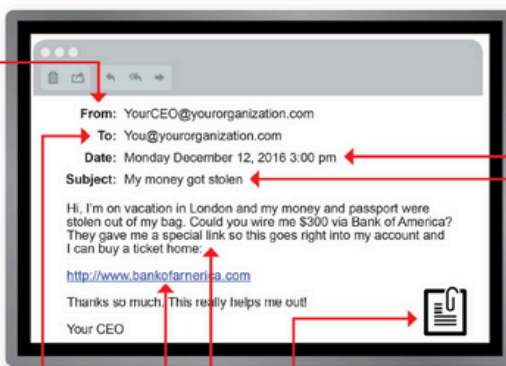 From: YourCEO@yourorganization.com
To: You@yourorganization.com
Date: Monday December 12, 2016 3:00 pm
Subject: My money got stolen
Hi, I'm on vacation in London and my money and passport were
stolen out of my bag. Could you wire me $300 via Bank of America?
They gave me a special link so this goes right into my account and
I can buy a ticket home:
http://www.bankofarnerica.com
Thanks so much. This really helps me out!
Your CEO